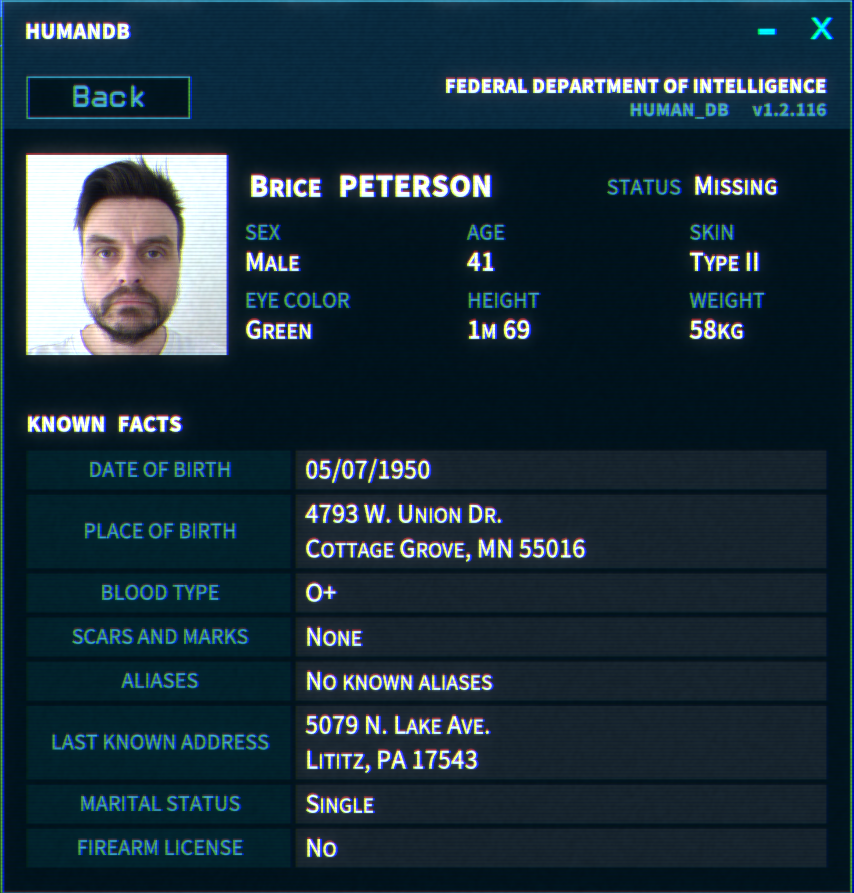 HUMANDB
– X
Back
FEDERAL DEPARTMENT OF INTELLIGENCE
HUMAN_DB v1.2.116
Brice PETERSON
STATUS Missing
SEX AGE SKIN
Male 41 Type II
EYE COLOR HEIGHT WEIGHT
Green 1m 69 58kg
KNOWN FACTS
DATE OF BIRTH 05/07/1950
PLACE OF BIRTH
4793 W. Union Dr.
Cottage Grove, MN 55016
BLOOD TYPE O+
SCARS AND MARKS None
ALIASES No known aliases
LAST KNOWN ADDRESS
5079 N. Lake Ave.
Lititz, PA 17543
MARITAL STATUS Single
FIREARM LICENSE No